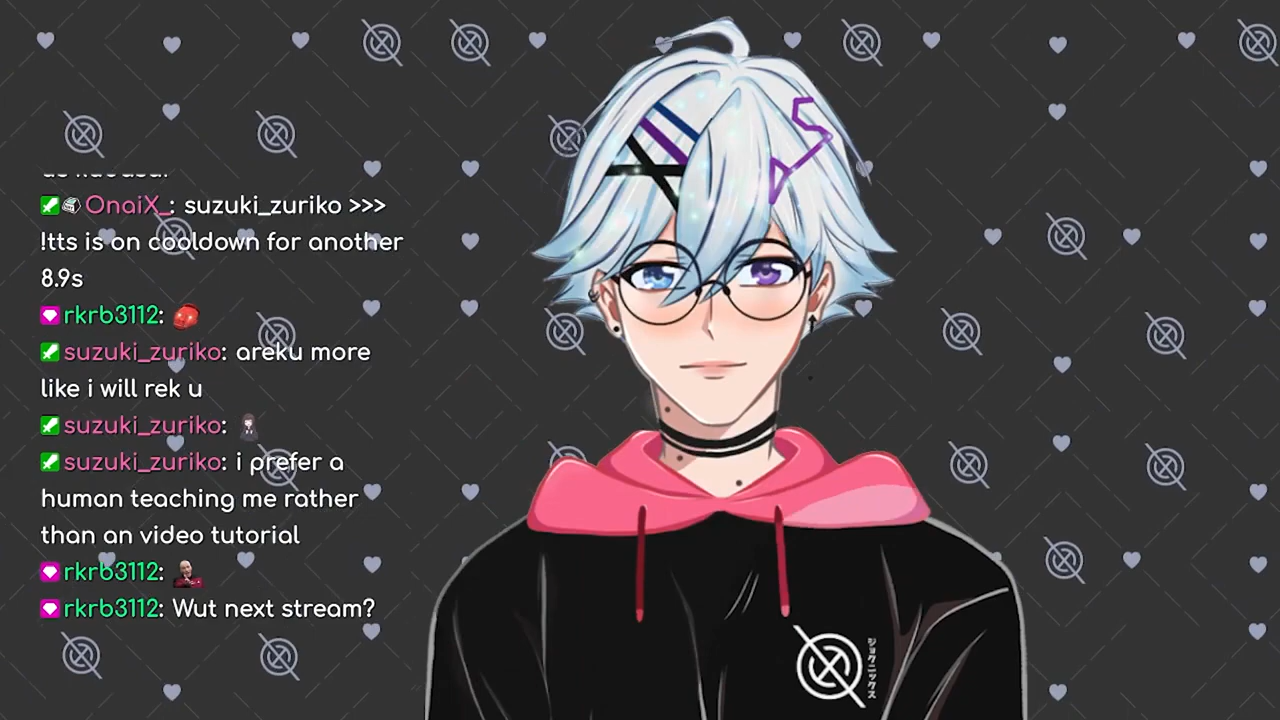 OnaiX_: suzuki_zuriko >>>
!tts is on cooldown for another
8.9s
rkrb3112:
suzuki_zuriko: areku more
like i will rek u
suzuki_zuriko:
suzuki_zuriko: i prefer a
human teaching me rather
than an video tutorial
rkrb3112:
rkrb3112: Wut next stream?